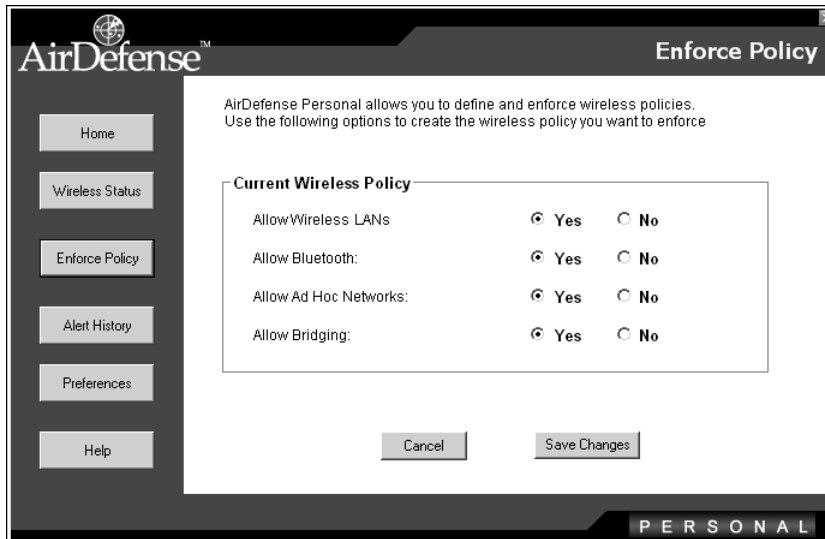 AirDefense™
Enforce Policy
Home
Wireless Status
Enforce Policy
Alert History
Preferences
Help
AirDefense Personal allows you to define and enforce wireless policies.
Use the following options to create the wireless policy you want to enforce
Current Wireless Policy
Allow Wireless LANs Yes No
Allow Bluetooth: Yes No
Allow Ad Hoc Networks: Yes No
Allow Bridging: Yes No
Cancel Save Changes
PERSONAL